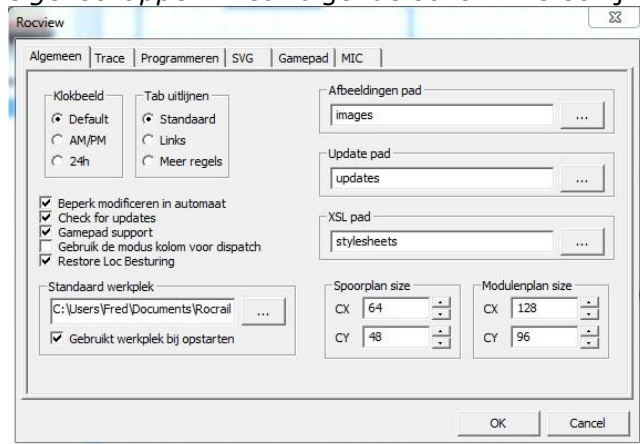 Rocview
Algemeen Trace Programmeren SVG Gamepad MIC
Klokbeeld
Default
AM/PM
24h
Tab uitlijnen
Standaard
Links
Meer regels
Beperk modificeren in automaat
Check for updates
Gamepad support
Gebruik de modus kolom voor dispatch
Restore Loc Besturing
Standaard werkplek
C:\Users\Fred\Documents\Rocrail ...
Gebruikt werkplek bij opstarten
Afbeeldingen pad
images ...
Update pad
updates ...
XSL pad
stylesheets ...
Spoorplan size
CX 64
CY 48
Modulenplan size
CX 128
CY 96
OK Cancel